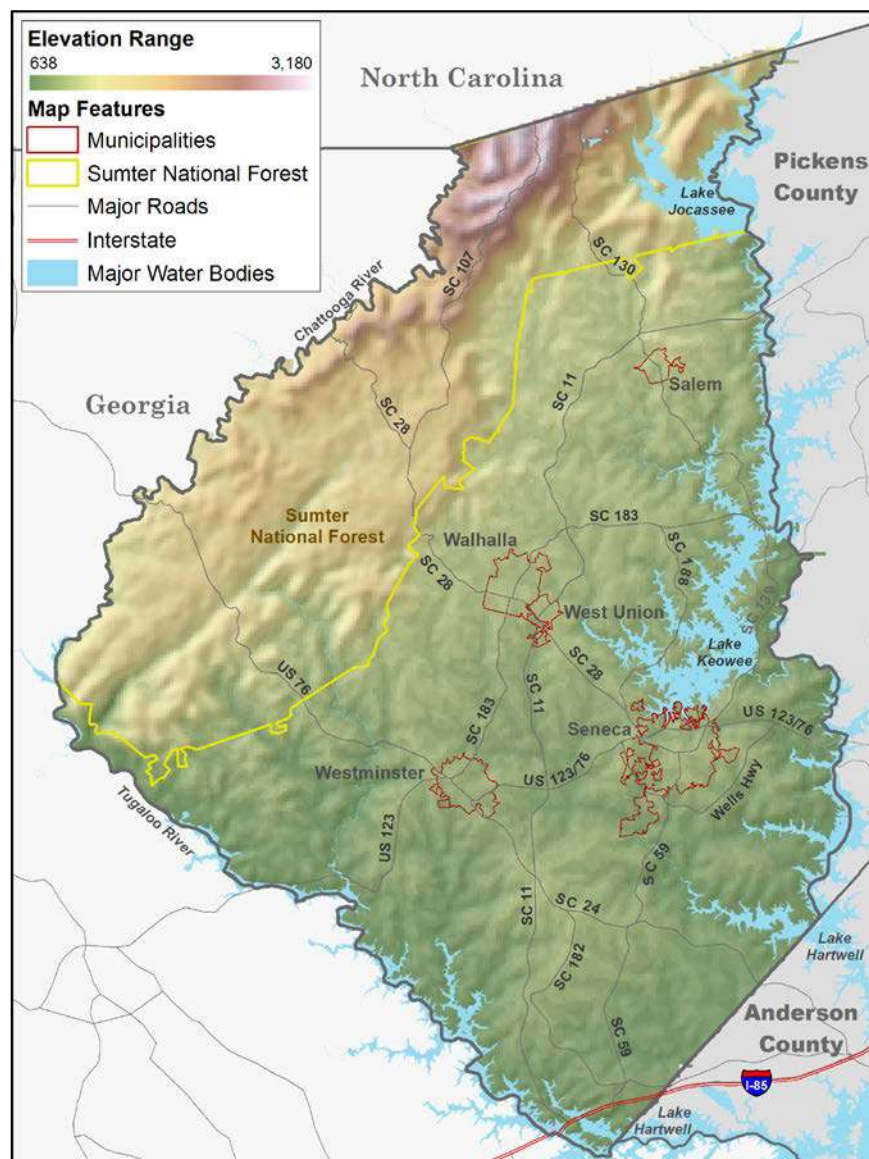 Elevation Range
638 3,180
Map Features
Municipalities
Sumter National Forest
Major Roads
Interstate
Major Water Bodies
North Carolina
Pickens
County
Lake
Jocassee
SC 130
SC 107
Chattooga River
Georgia
SC 28
SC 11
Salem
Sumter
National Forest
Walhalla
SC 183
SC 188
SC 28
West Union
SC 130
Lake
Keowee
SC 28
US 76
SC 183
SC 11
Seneca
US 123/76
Westminster
US 123/76
Wells Hwy
Tugaloo River
US 123
SC 59
SC 11
SC 24
SC 182
Lake
Hartwell
Anderson
County
SC 59
I-85
Lake
Hartwell